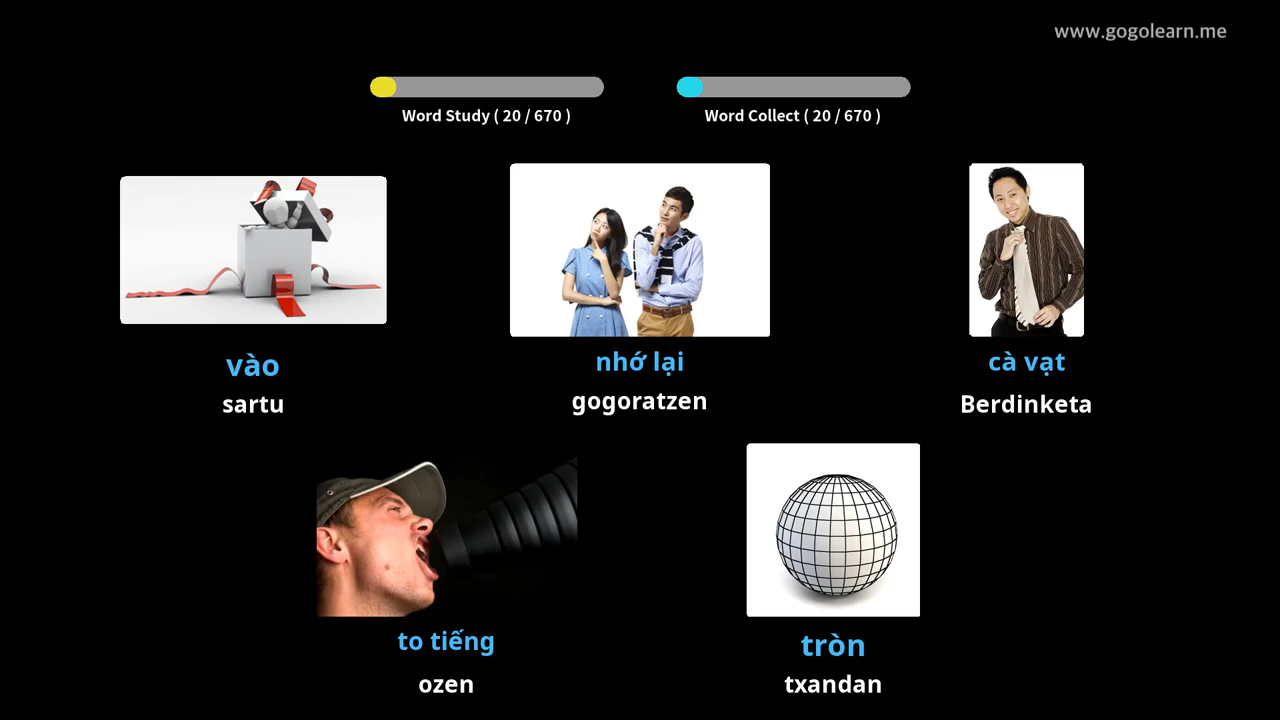 www.gogolearn.me
Word Study ( 20 / 670 )
Word Collect ( 20 / 670 )
vào
sartu
nhớ lại
gogoratzen
cà vạt
Berdinketa
to tiếng
ozen
tròn
txandan